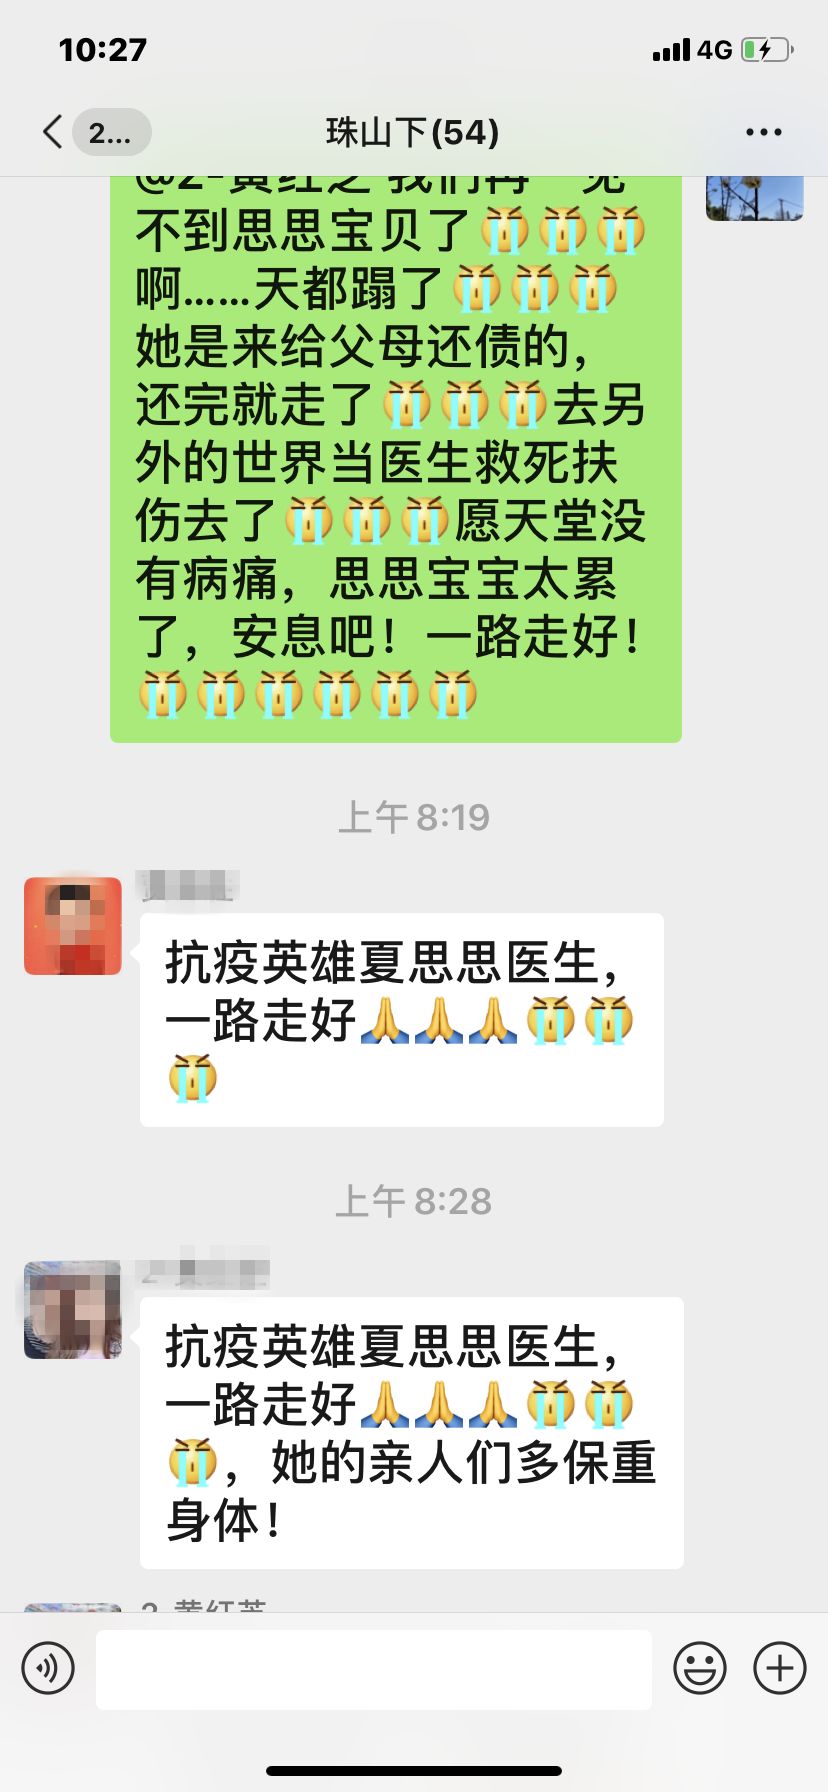 10:27
4G
2...
珠山下(54)
不到思思宝贝了😭😭😭
啊……天都蹋了😭😭😭
她是来给父母还债的，
还完就走了😭😭😭去另
外的世界当医生救死扶
伤去了😭😭😭愿天堂没
有病痛，思思宝宝太累
了，安息吧！一路走好！
😭😭😭😭😭😭
上午 8:19
抗疫英雄夏思思医生，
一路走好🙏🙏🙏😭😭
😭
上午 8:28
抗疫英雄夏思思医生，
一路走好🙏🙏🙏😭😭
😭，她的亲人们多保重
身体！